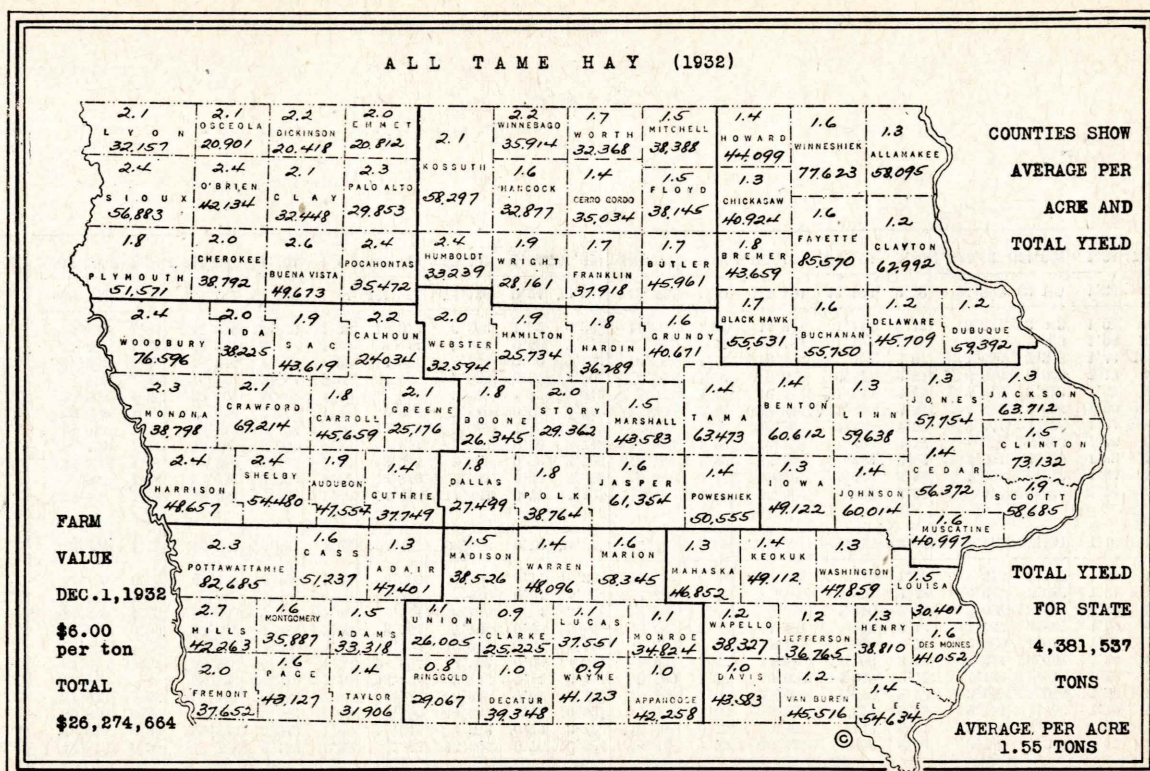 ALL TAME HAY (1932)
COUNTIES SHOW
AVERAGE PER
ACRE AND
TOTAL YIELD
2.1
LYON
32,157
2.1
OSCEOLA
20,901
2.2
DICKINSON
20,418
2.0
EMMET
20,812
2.1
KOSSUTH
58,297
2.2
WINNEBAGO
35,914
1.7
WORTH
32,368
1.5
MITCHELL
38,388
1.4
HOWARD
44,099
1.6
WINNESHIEK
77,623
1.3
ALLAMAKEE
58,095
2.4
SIOUX
56,883
2.4
O'BRIEN
42,134
2.1
CLAY
32,448
2.3
PALO ALTO
29,853
1.6
HANCOCK
32,877
1.4
CERRO GORDO
35,034
1.5
FLOYD
38,145
1.3
CHICKASAW
40,924
1.6
FAYETTE
85,570
1.2
CLAYTON
62,992
1.8
PLYMOUTH
51,571
2.0
CHEROKEE
38,792
2.6
BUENA VISTA
49,673
2.4
POCAHONTAS
35,472
2.4
HUMBOLDT
33,239
1.9
WRIGHT
28,161
1.7
FRANKLIN
37,918
1.7
BUTLER
45,961
1.8
BREMER
43,659
2.4
WOODBURY
76,596
2.0
IDA
38,225
1.9
SAC
43,619
2.2
CALHOUN
24,034
2.0
WEBSTER
32,594
1.9
HAMILTON
25,734
1.8
HARDIN
36,289
1.6
GRUNDY
40,671
1.7
BLACK HAWK
55,531
1.6
BUCHANAN
55,750
1.2
DELAWARE
45,709
1.2
DUBUQUE
59,392
2.3
MONONA
38,798
2.1
CRAWFORD
69,214
1.8
CARROLL
45,659
2.1
GREENE
25,176
1.8
BOONE
26,345
2.0
STORY
29,362
1.5
MARSHALL
43,583
1.4
TAMA
63,473
1.4
BENTON
60,612
1.3
LINN
59,638
1.3
JONES
57,754
1.3
JACKSON
63,712
1.5
CLINTON
73,132
2.4
HARRISON
48,657
2.4
SHELBY
54,480
1.9
AUDUBON
47,554
1.4
GUTHRIE
37,749
1.8
DALLAS
27,499
1.8
POLK
38,764
1.6
JASPER
61,354
1.4
POWESHIEK
50,555
1.3
IOWA
49,122
1.4
JOHNSON
60,014
1.4
CEDAR
56,372
1.9
SCOTT
58,685
1.6
MUSCATINE
40,997
2.3
POTTAWATTAMIE
82,685
1.6
CASS
51,237
1.3
ADAIR
47,401
1.5
MADISON
38,526
1.4
WARREN
48,096
1.6
MARION
58,345
1.3
MAHASKA
46,852
1.4
KEOKUK
49,112
1.3
WASHINGTON
47,859
1.5
LOUISA
30,401
2.7
MILLS
42,263
1.6
MONTGOMERY
35,887
1.5
ADAMS
33,318
1.1
UNION
26,005
0.9
CLARKE
25,225
1.1
LUCAS
37,551
1.1
MONROE
34,824
1.2
WAPELLO
38,327
1.2
JEFFERSON
36,765
1.3
HENRY
38,810
1.6
DES MOINES
41,052
2.0
FREMONT
37,652
1.6
PAGE
43,127
1.4
TAYLOR
31,906
0.8
RINGGOLD
29,067
1.0
DECATUR
39,348
0.9
WAYNE
41,123
1.0
APPANOOSE
42,258
1.0
DAVIS
43,583
1.2
VAN BUREN
45,516
1.4
LEE
54,634
©
FARM
VALUE
DEC.1,1932
$6.00
per ton
TOTAL
$26,274,664
TOTAL YIELD
FOR STATE
4,381,537
TONS
AVERAGE PER ACRE
1.55 TONS